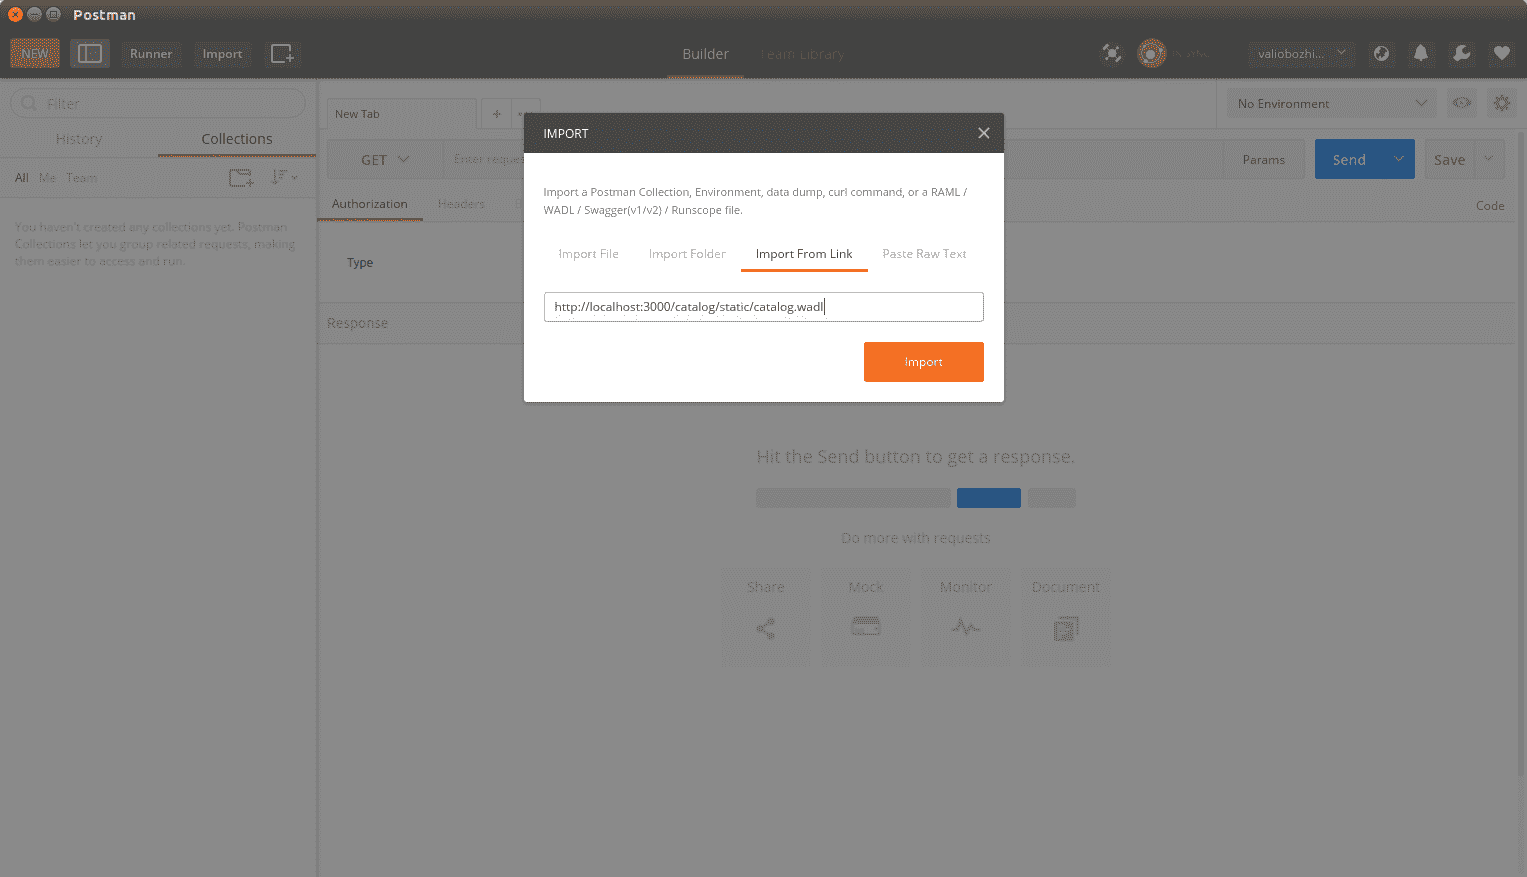 Postman
NEW
Runner
Import
Builder
Team Library
valiobozhi...
Filter
History
Collections
All Me Team
You haven't created any collections yet. Postman
Collections let you group related requests, making
them easier to access and run.
New Tab
No Environment
GET
Enter reque
Params
Send
Save
Authorization
Headers
Code
Type
Response
IMPORT
Import a Postman Collection, Environment, data dump, curl command, or a RAML /
WADL / Swagger(v1/v2) / Runscope file.
Import File
Import Folder
Import From Link
Paste Raw Text
http://localhost:3000/catalog/static/catalog.wadl
Import
Hit the Send button to get a response.
Do more with requests
Share
Mock
Monitor
Document